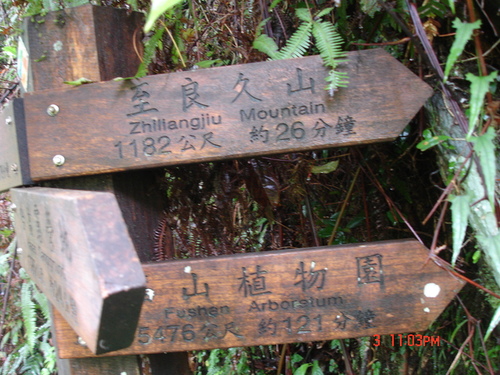 至良久山
Zhiliangjiu Mountain
1182公尺 約26分鐘
山植物園
Fushan Arboretum
5476公尺 約121分鐘
3 11:03PM